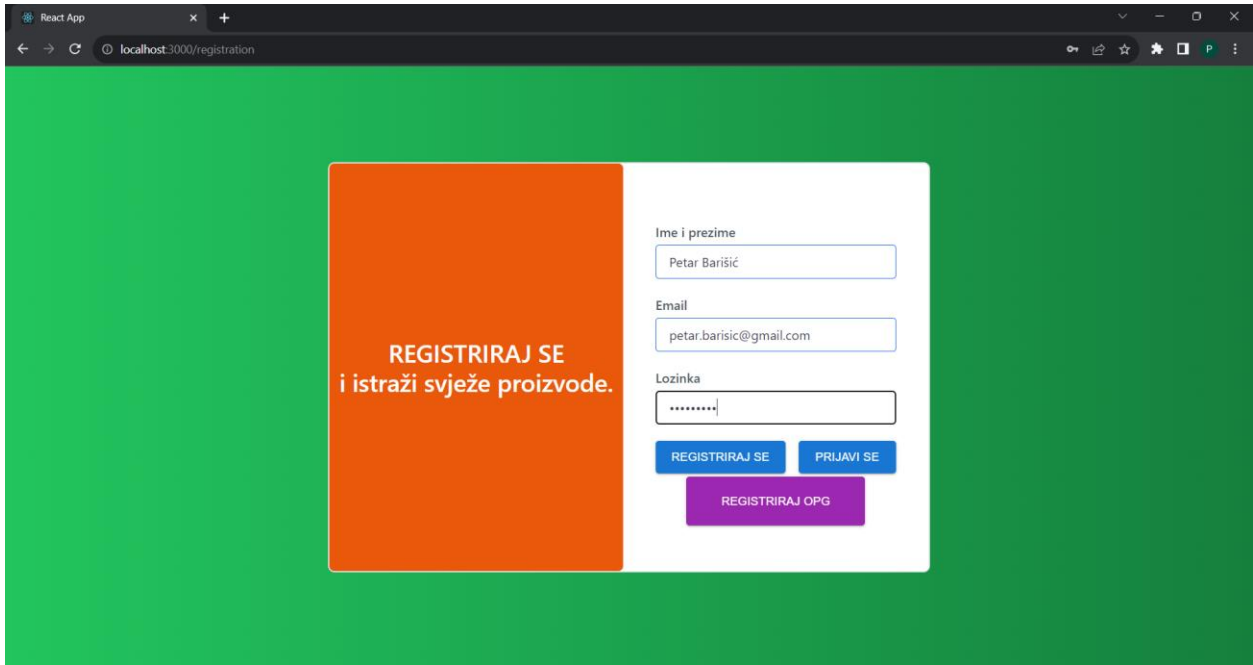 React App
localhost:3000/registration
P
REGISTRIRAJ SE
i istraži svježe proizvode.
Ime i prezime
Petar Barišić
Email
petar.barisic@gmail.com
Lozinka
•••••••••
REGISTRIRAJ SE
PRIJAVI SE
REGISTRIRAJ OPG